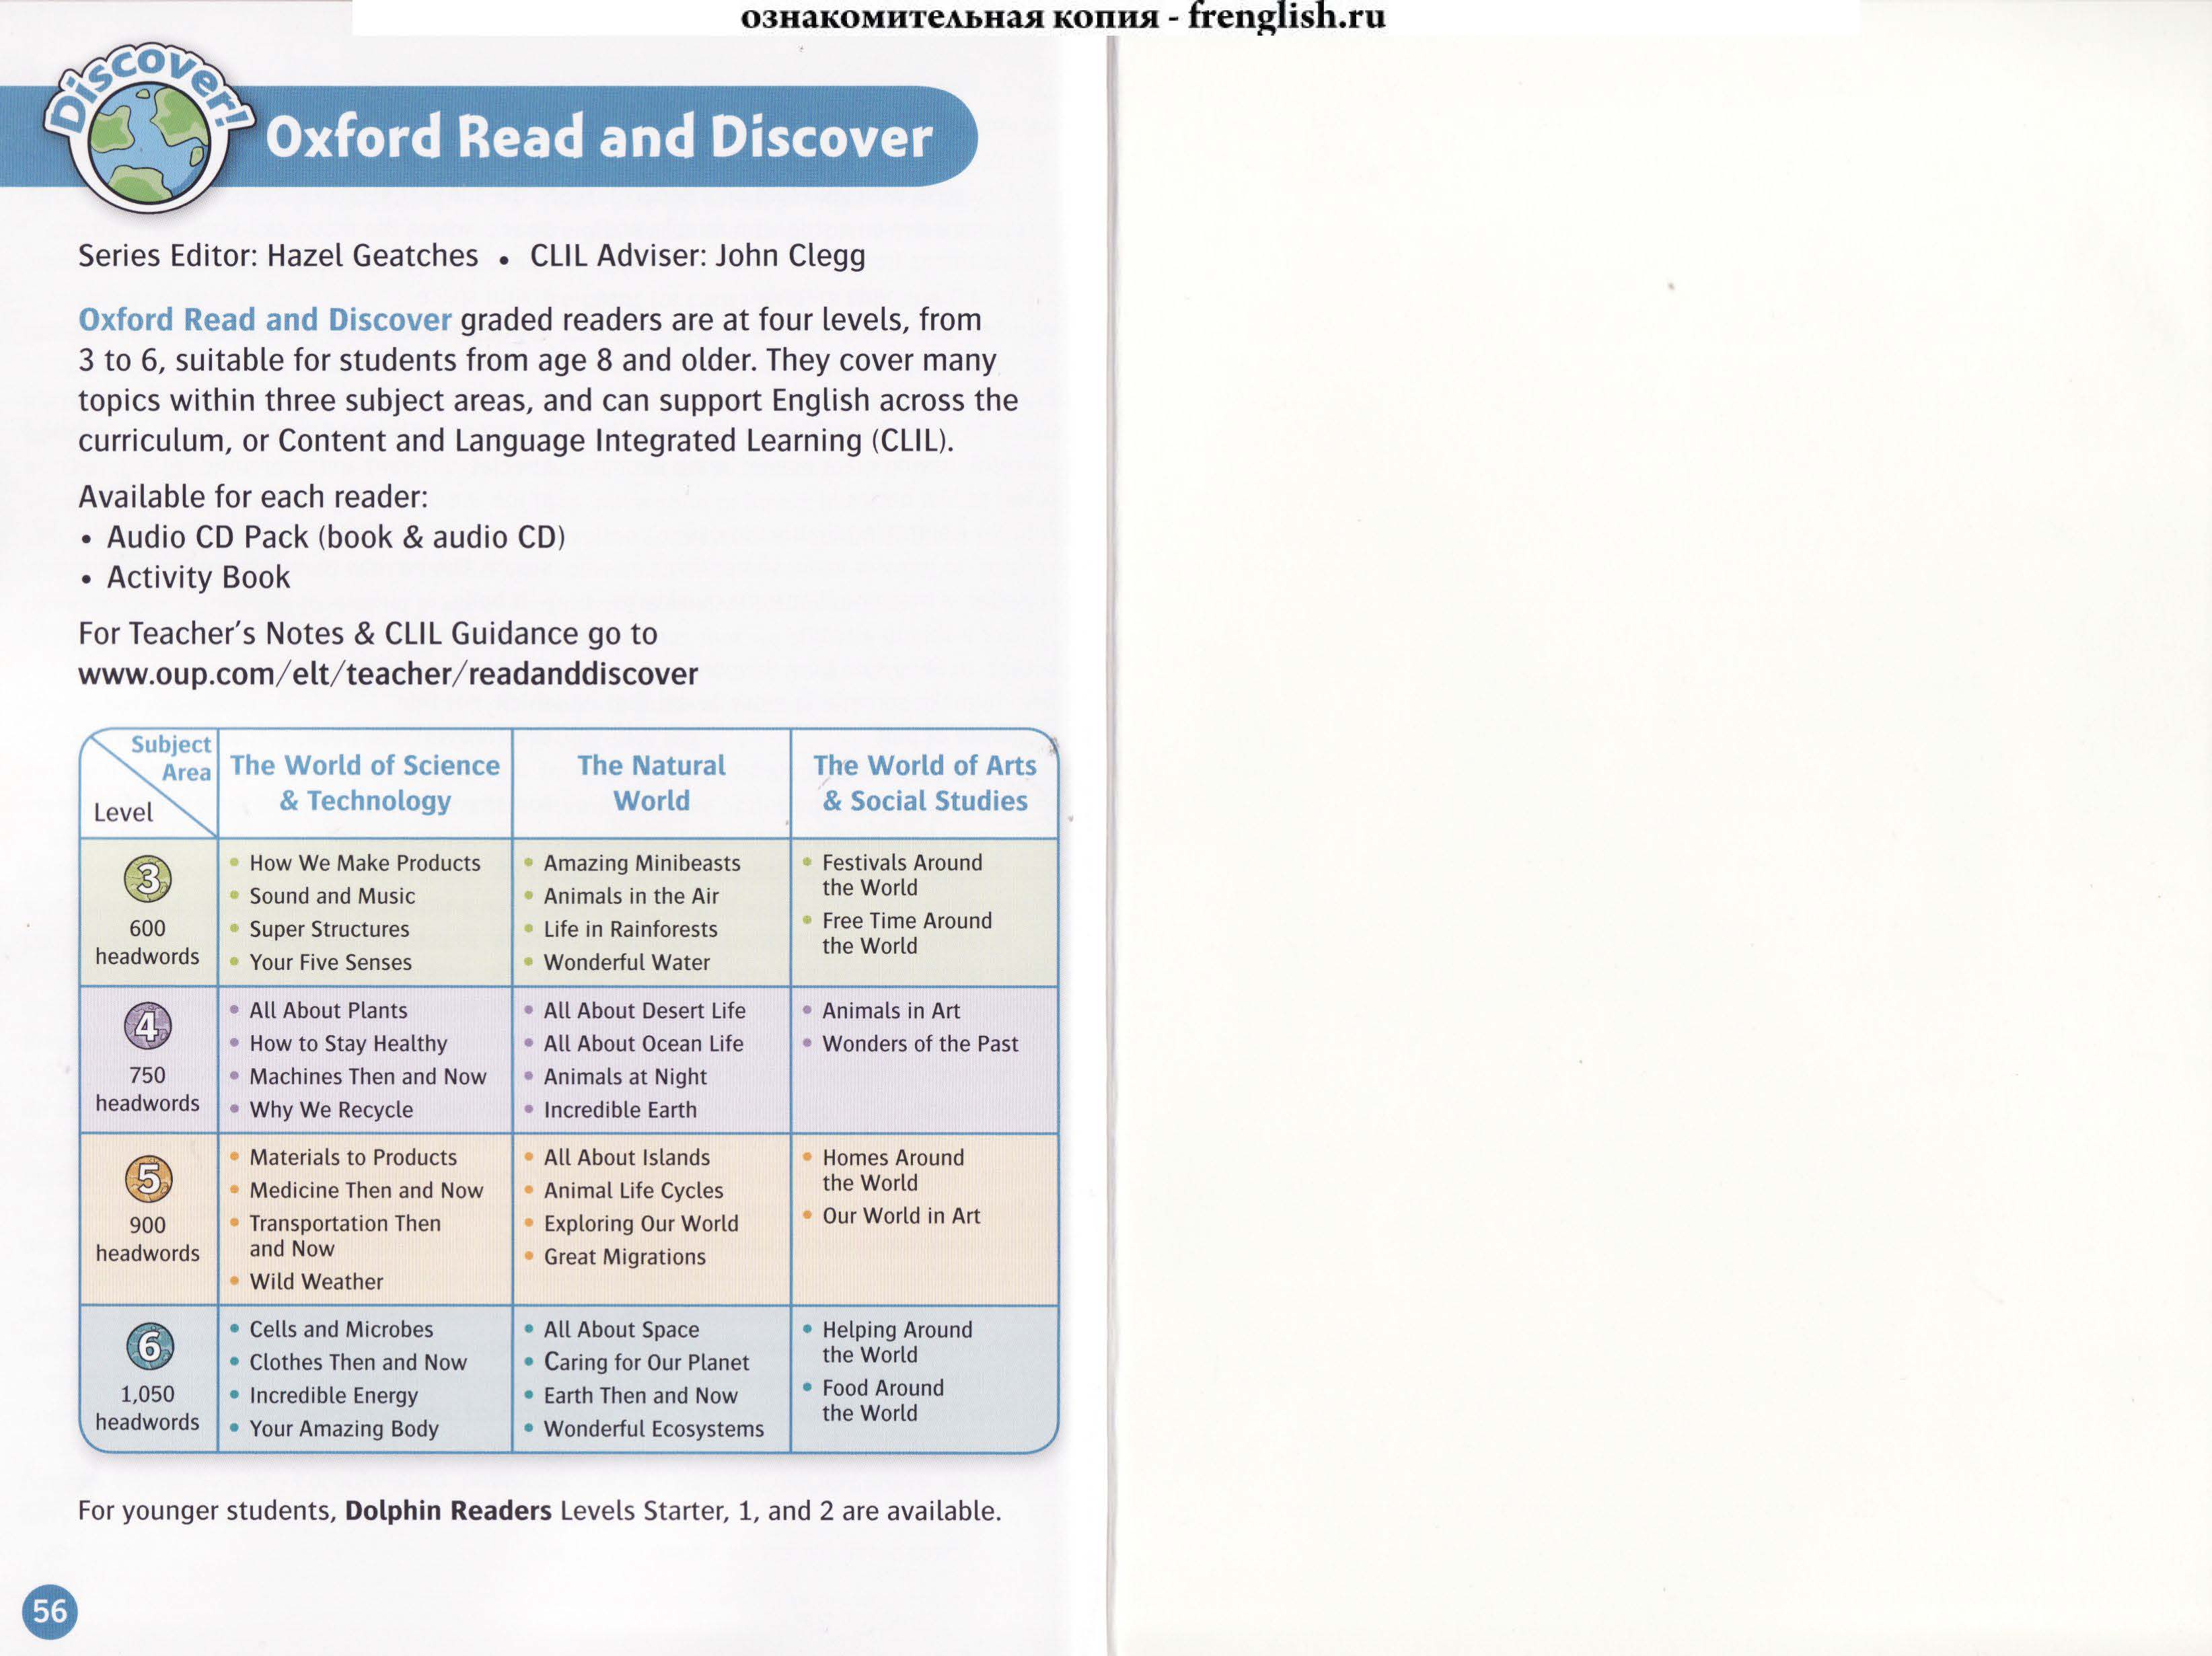 ознакомительная копия - frenglish.ru
Discover!
Oxford Read and Discover
Series Editor: Hazel Geatches • CLIL Adviser: John Clegg
Oxford Read and Discover graded readers are at four levels, from
3 to 6, suitable for students from age 8 and older. They cover many
topics within three subject areas, and can support English across the
curriculum, or Content and Language Integrated Learning (CLIL).
Available for each reader:
• Audio CD Pack (book & audio CD)
• Activity Book
For Teacher's Notes & CLIL Guidance go to
www.oup.com/elt/teacher/readanddiscover
Subject
Area
Level
The World of Science
& Technology
The Natural
World
The World of Arts
& Social Studies
3
600
headwords
• How We Make Products
• Sound and Music
• Super Structures
• Your Five Senses
• Amazing Minibeasts
• Animals in the Air
• Life in Rainforests
• Wonderful Water
• Festivals Around
the World
• Free Time Around
the World
4
750
headwords
• All About Plants
• How to Stay Healthy
• Machines Then and Now
• Why We Recycle
• All About Desert Life
• All About Ocean Life
• Animals at Night
• Incredible Earth
• Animals in Art
• Wonders of the Past
5
900
headwords
• Materials to Products
• Medicine Then and Now
• Transportation Then
and Now
• Wild Weather
• All About Islands
• Animal Life Cycles
• Exploring Our World
• Great Migrations
• Homes Around
the World
• Our World in Art
6
1,050
headwords
• Cells and Microbes
• Clothes Then and Now
• Incredible Energy
• Your Amazing Body
• All About Space
• Caring for Our Planet
• Earth Then and Now
• Wonderful Ecosystems
• Helping Around
the World
• Food Around
the World
For younger students, Dolphin Readers Levels Starter, 1, and 2 are available.
56